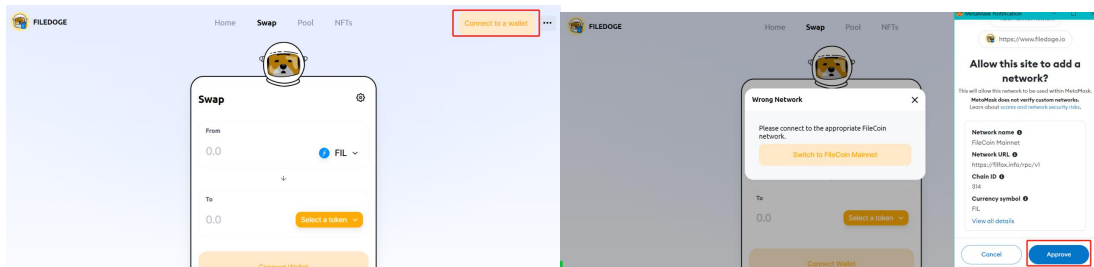 FILEDOGE
Home Swap Pool NFTs
Connect to a wallet
Swap
From
0.0
FIL
To
0.0
Select a token
Connect Wallet
FILEDOGE
Home Swap Pool NFTs
Wrong Network
Please connect to the appropriate FileCoin
network.
Switch to FileCoin Mainnet
To
0.0
Select a token
Connect Wallet
MetaMask Notification
https://www.filedoge.io
Allow this site to add a
network?
This will allow this network to be used within MetaMask.
MetaMask does not verify custom networks.
Learn about scams and network security risks.
Network name
FileCoin Mainnet
Network URL
https://filfox.info/rpc/v1
Chain ID
314
Currency symbol
FIL
View all details
Cancel
Approve